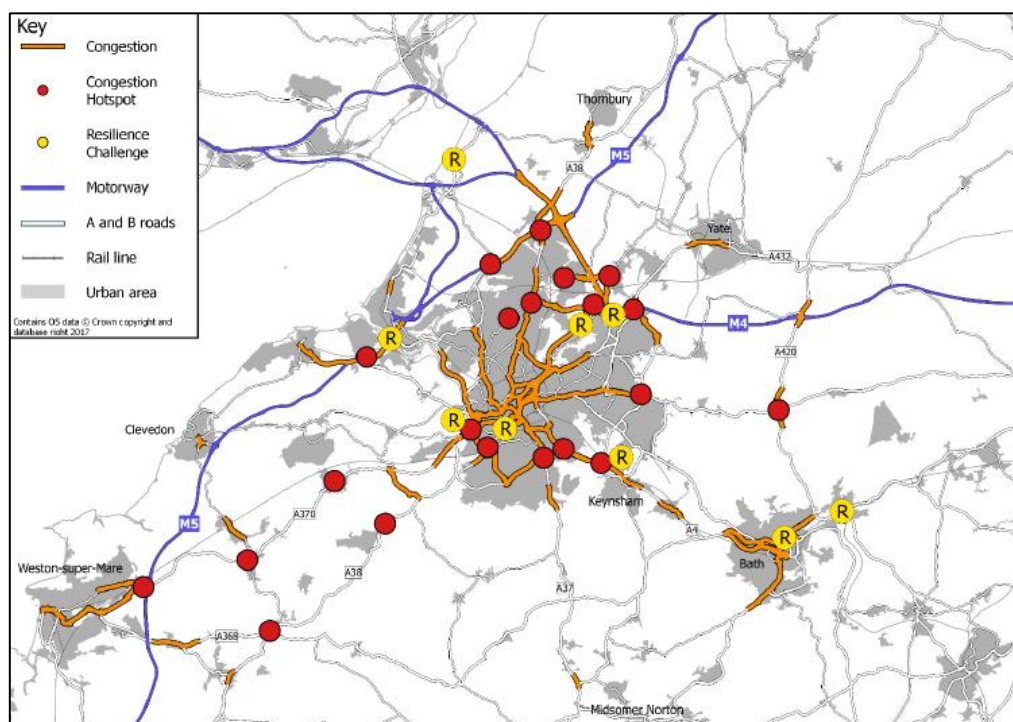 Key
Congestion
Congestion
Hotspot
R
Resilience
Challenge
Motorway
A and B roads
Rail line
Urban area
Contains OS data © Crown copyright and
database right 2017
Thornbury
M5
A38
R
Yate
A432
R
R
R
M4
A420
Clevedon
R
R
R
Keynsham
A370
A4
R
R
M5
Bath
A38
A37
Weston-super-Mare
A368
Midsomer Norton